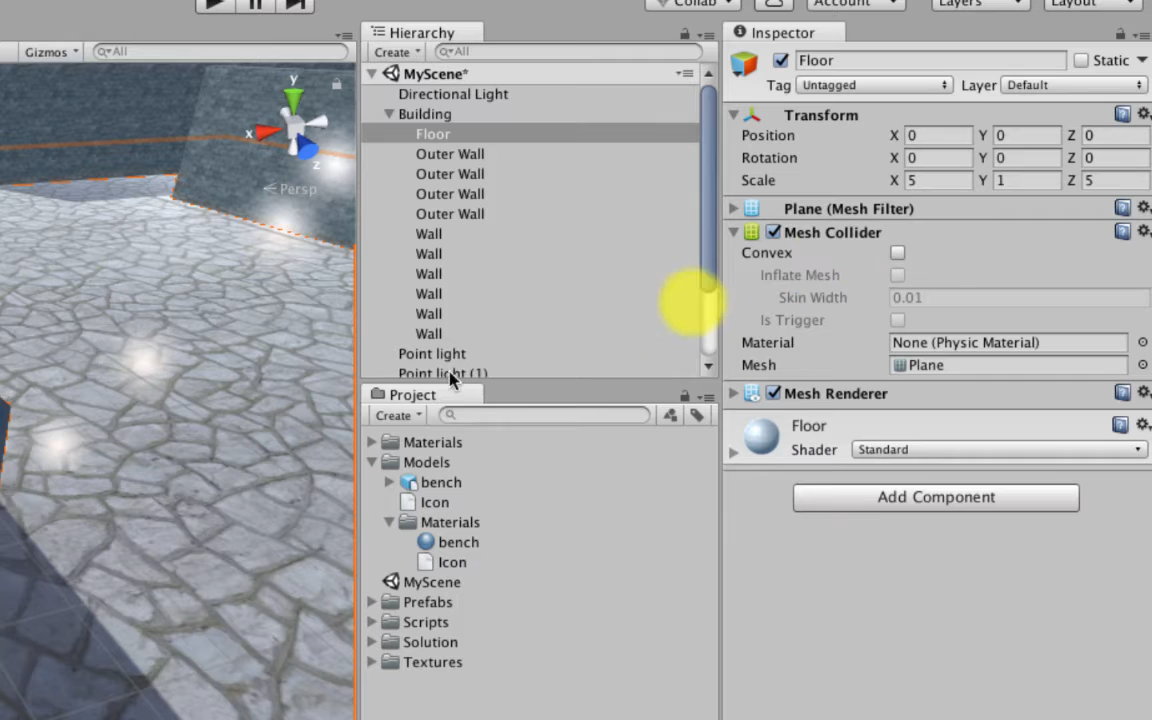 Collab
Account
Layers
Layout
Gizmos
All
y
x
z
Persp
Hierarchy
Create
All
MyScene*
Directional Light
Building
Floor
Outer Wall
Outer Wall
Outer Wall
Outer Wall
Wall
Wall
Wall
Wall
Wall
Wall
Point light
Point light (1)
Project
Create
Materials
Models
bench
Icon
Materials
bench
Icon
MyScene
Prefabs
Scripts
Solution
Textures
Inspector
Floor
Static
Tag Untagged Layer Default
Transform
Position X 0 Y 0 Z 0
Rotation X 0 Y 0 Z 0
Scale X 5 Y 1 Z 5
Plane (Mesh Filter)
Mesh Collider
Convex
Inflate Mesh
Skin Width 0.01
Is Trigger
Material None (Physic Material)
Mesh Plane
Mesh Renderer
Floor
Shader Standard
Add Component